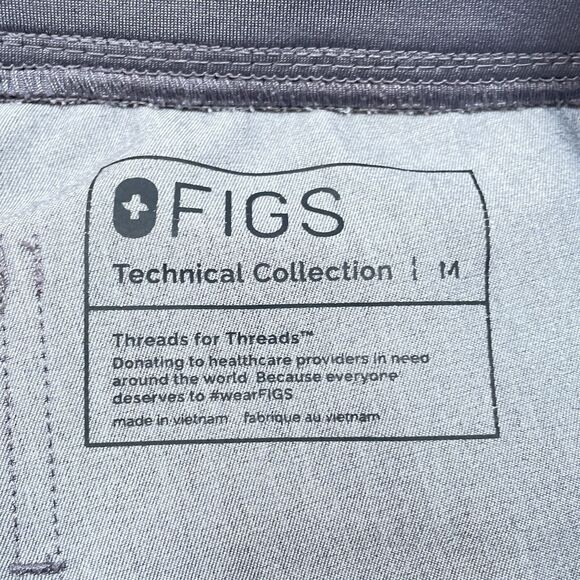 FIGS
Technical Collection | M
Threads for Threads™
Donating to healthcare providers in need
around the world Because everyone
deserves to #wearFIGS
made in vietnam fabrique au vietnam